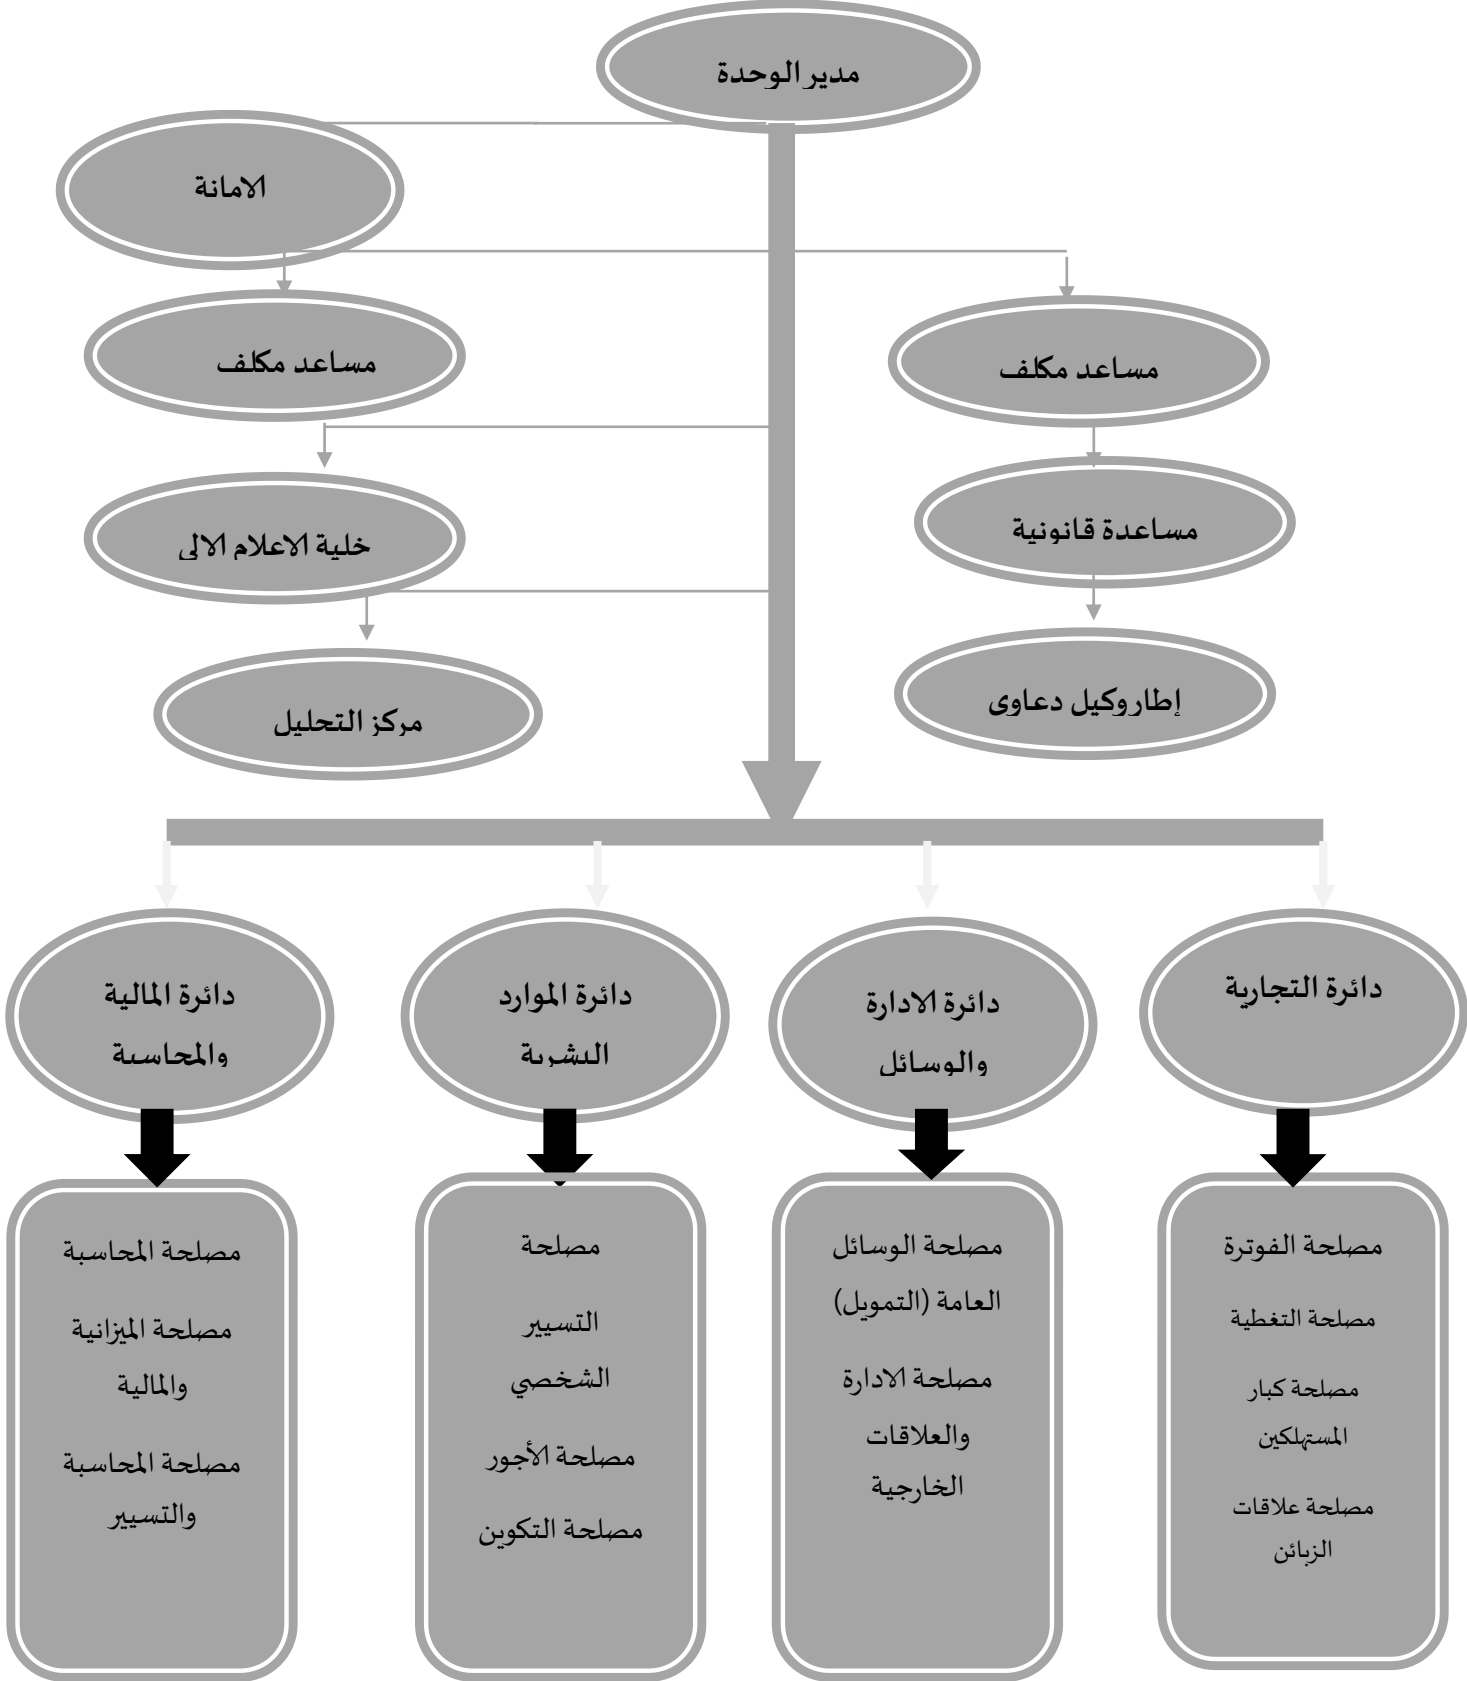 مدير الوحدة
الامانة
مساعد مكلف
مساعد مكلف
مساعدة قانونية
خلية الاعلام الالي
إطار وكيل دعاوى
مركز التحليل
دائرة التجارية
دائرة الادارة
والوسائل
دائرة الموارد
البشرية
دائرة المالية
والمحاسبة
مصلحة الفوترة
مصلحة التغطية
مصلحة كبار
المستهلكين
مصلحة علاقات
الزبائن
مصلحة الوسائل
العامة (التمويل)
مصلحة الادارة
والعلاقات
الخارجية
مصلحة
التسيير
الشخصي
مصلحة الأجور
مصلحة التكوين
مصلحة المحاسبة
مصلحة الميزانية
والمالية
مصلحة المحاسبة
والتسيير